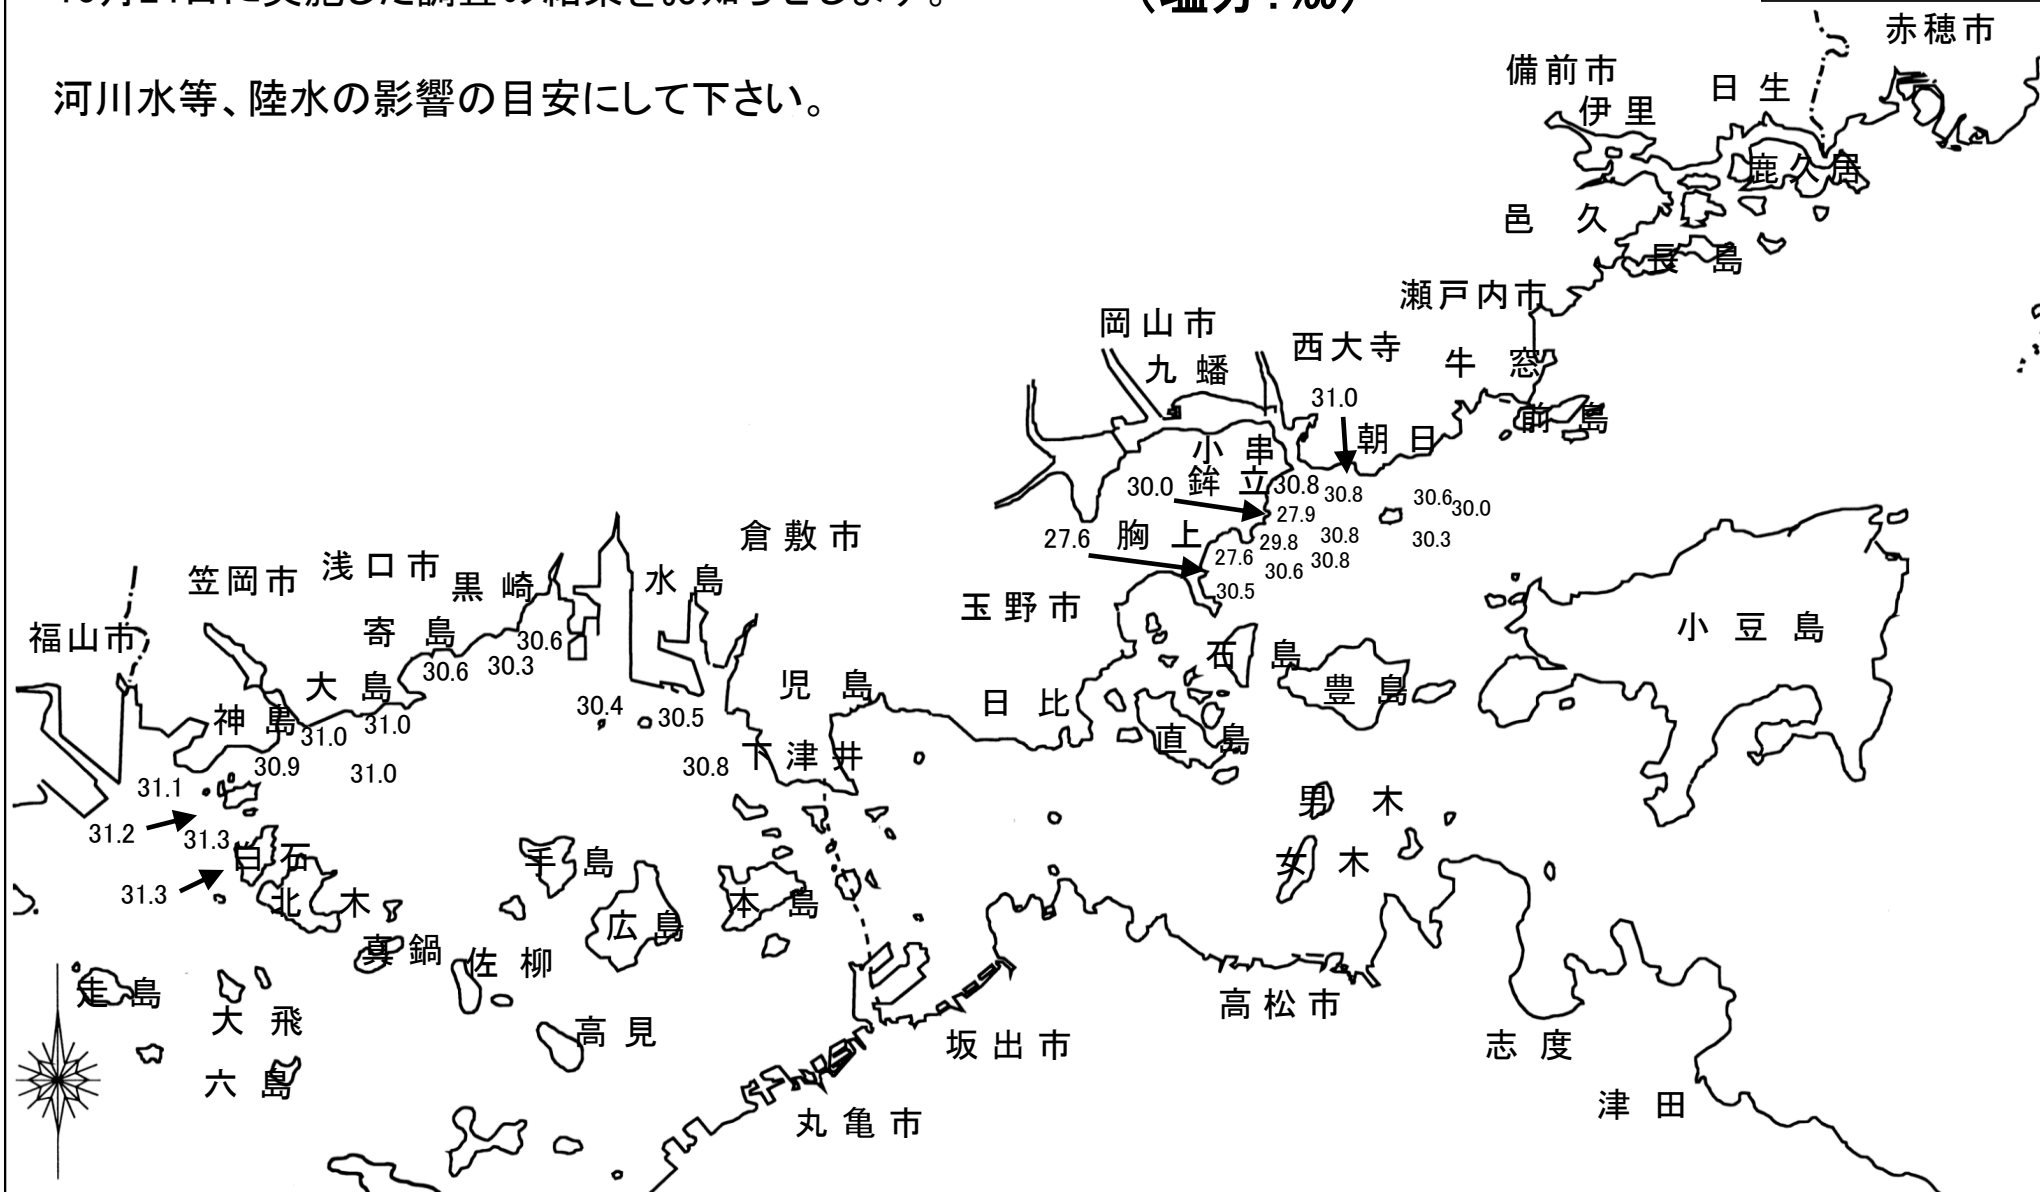 河川水等、陸水の影響の目安にして下さい。
赤穂市
備前市
日生
伊里
鹿久居
邑久
長島
瀬戸内市
岡山市
西大寺
牛窓
九蟠
31.0
前島
朝日
小串
30.0
鉾立
30.8
30.8
30.6
30.0
27.9
27.6
胸上
29.8
30.8
30.3
27.6
30.6
30.8
30.5
倉敷市
浅口市
笠岡市
黒崎
水島
玉野市
福山市
寄島
30.6
30.6
30.3
石島
小豆島
大島
児島
日比
豊島
神島
31.0
31.0
30.4
30.5
直島
30.9
31.0
30.8
下津井
31.1
31.2
31.3
男木
白石
手島
女木
31.3
北木
本島
広島
真鍋
佐柳
走島
大飛
高見
高松市
坂出市
志度
六島
丸亀市
津田